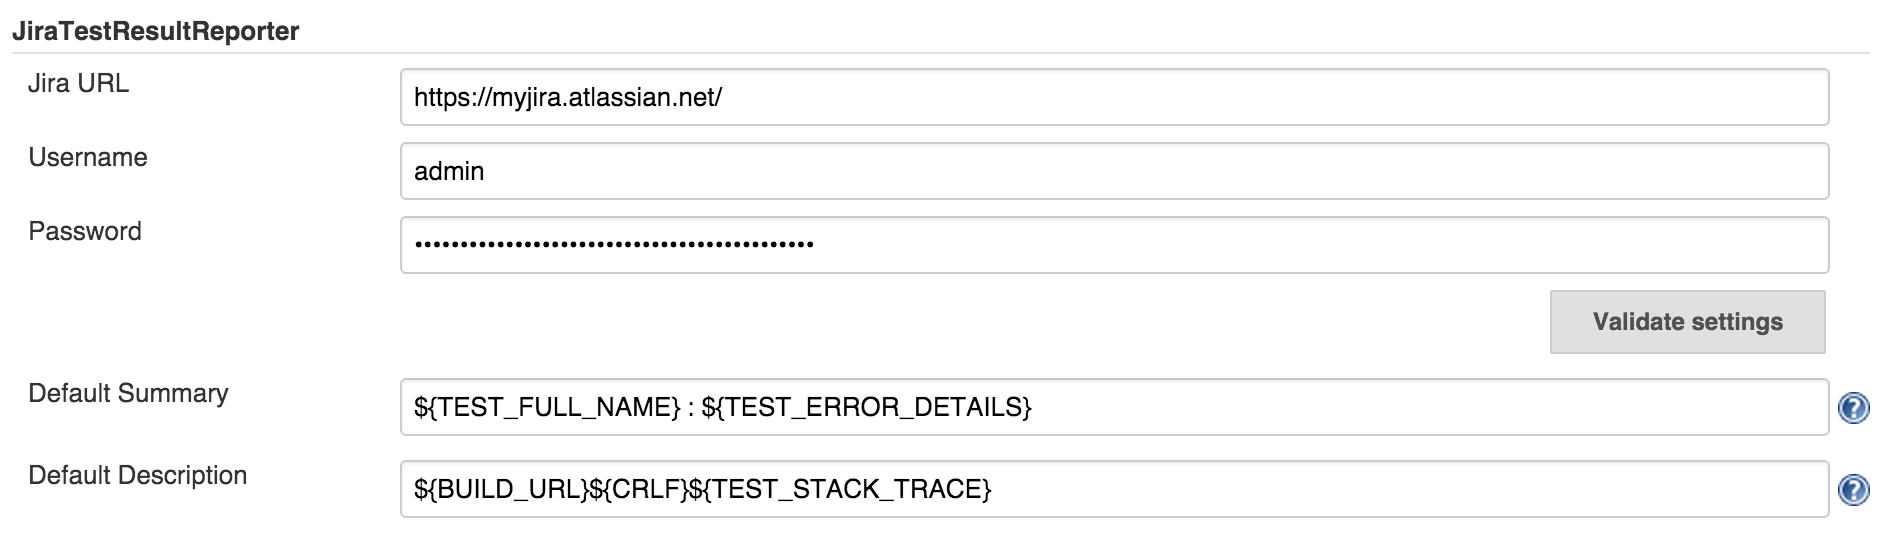 JiraTestResultReporter
Jira URL
https://myjira.atlassian.net/
Username
admin
Password
••••••••••••••••••••••••••••••••••••••••••••
Validate settings
Default Summary
${TEST_FULL_NAME} : ${TEST_ERROR_DETAILS}
?
Default Description
${BUILD_URL}${CRLF}${TEST_STACK_TRACE}
?